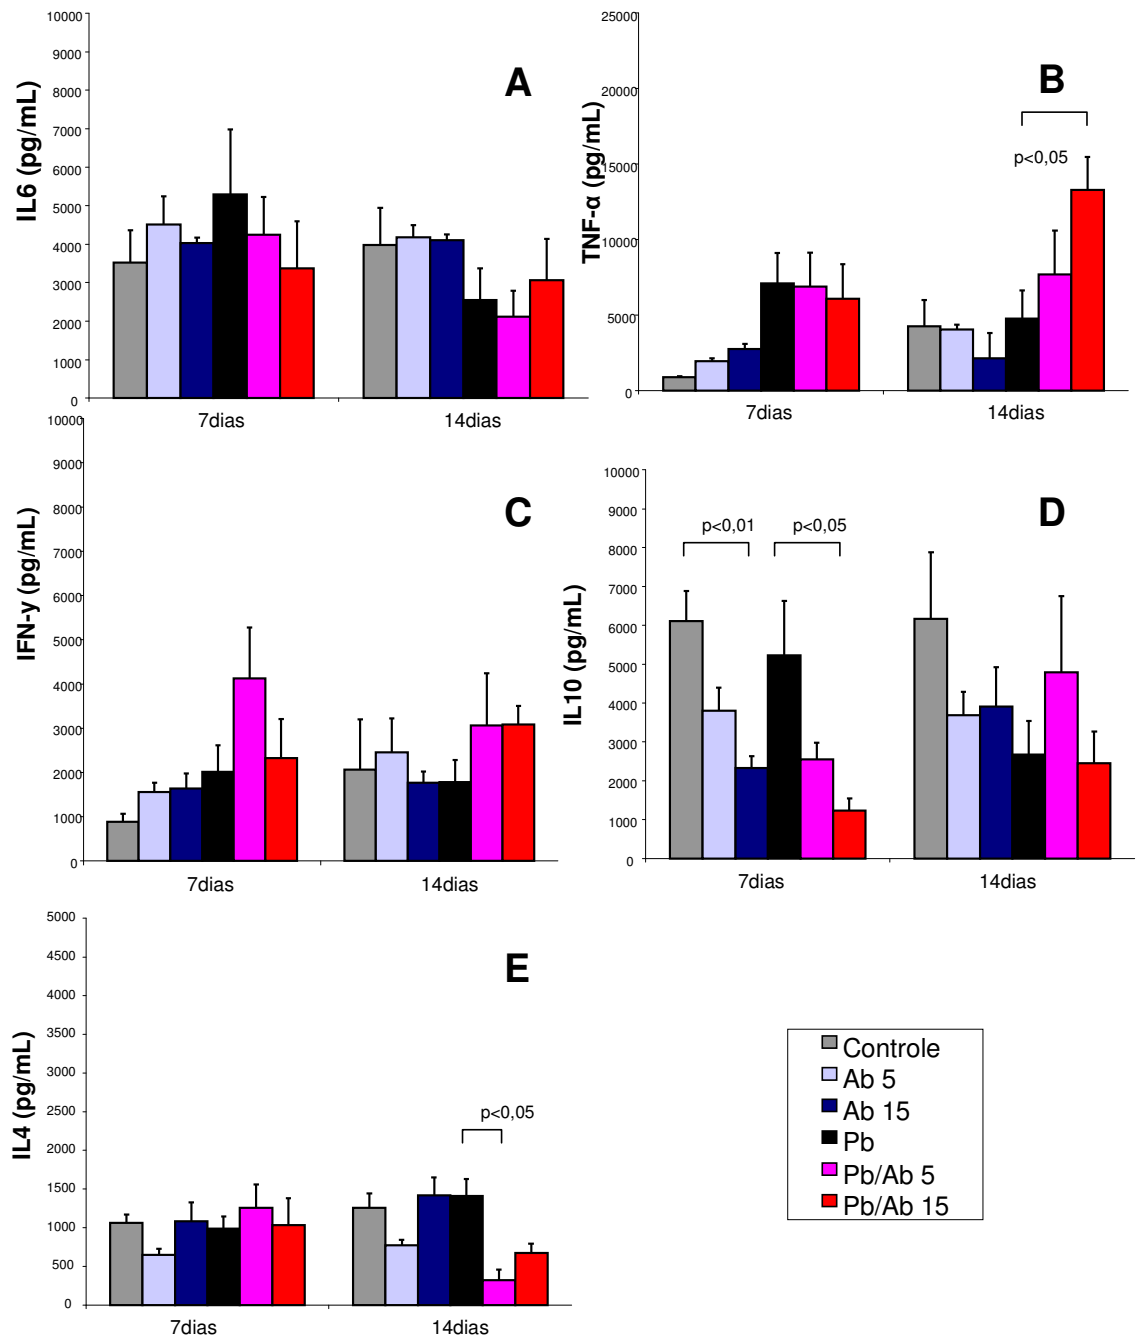 A
IL6 (pg/mL)
10000
9000
8000
7000
6000
5000
4000
3000
2000
1000
0
7dias
14dias
B
TNF-α (pg/mL)
25000
20000
15000
10000
5000
0
p<0,05
7dias
14dias
C
IFN-y (pg/mL)
10000
9000
8000
7000
6000
5000
4000
3000
2000
1000
0
7dias
14dias
D
IL10 (pg/mL)
10000
9000
8000
7000
6000
5000
4000
3000
2000
1000
0
p<0,01
p<0,05
7dias
14dias
E
IL4 (pg/mL)
5000
4500
4000
3500
3000
2500
2000
1500
1000
500
0
p<0,05
7dias
14dias
Controle
Ab 5
Ab 15
Pb
Pb/Ab 5
Pb/Ab 15